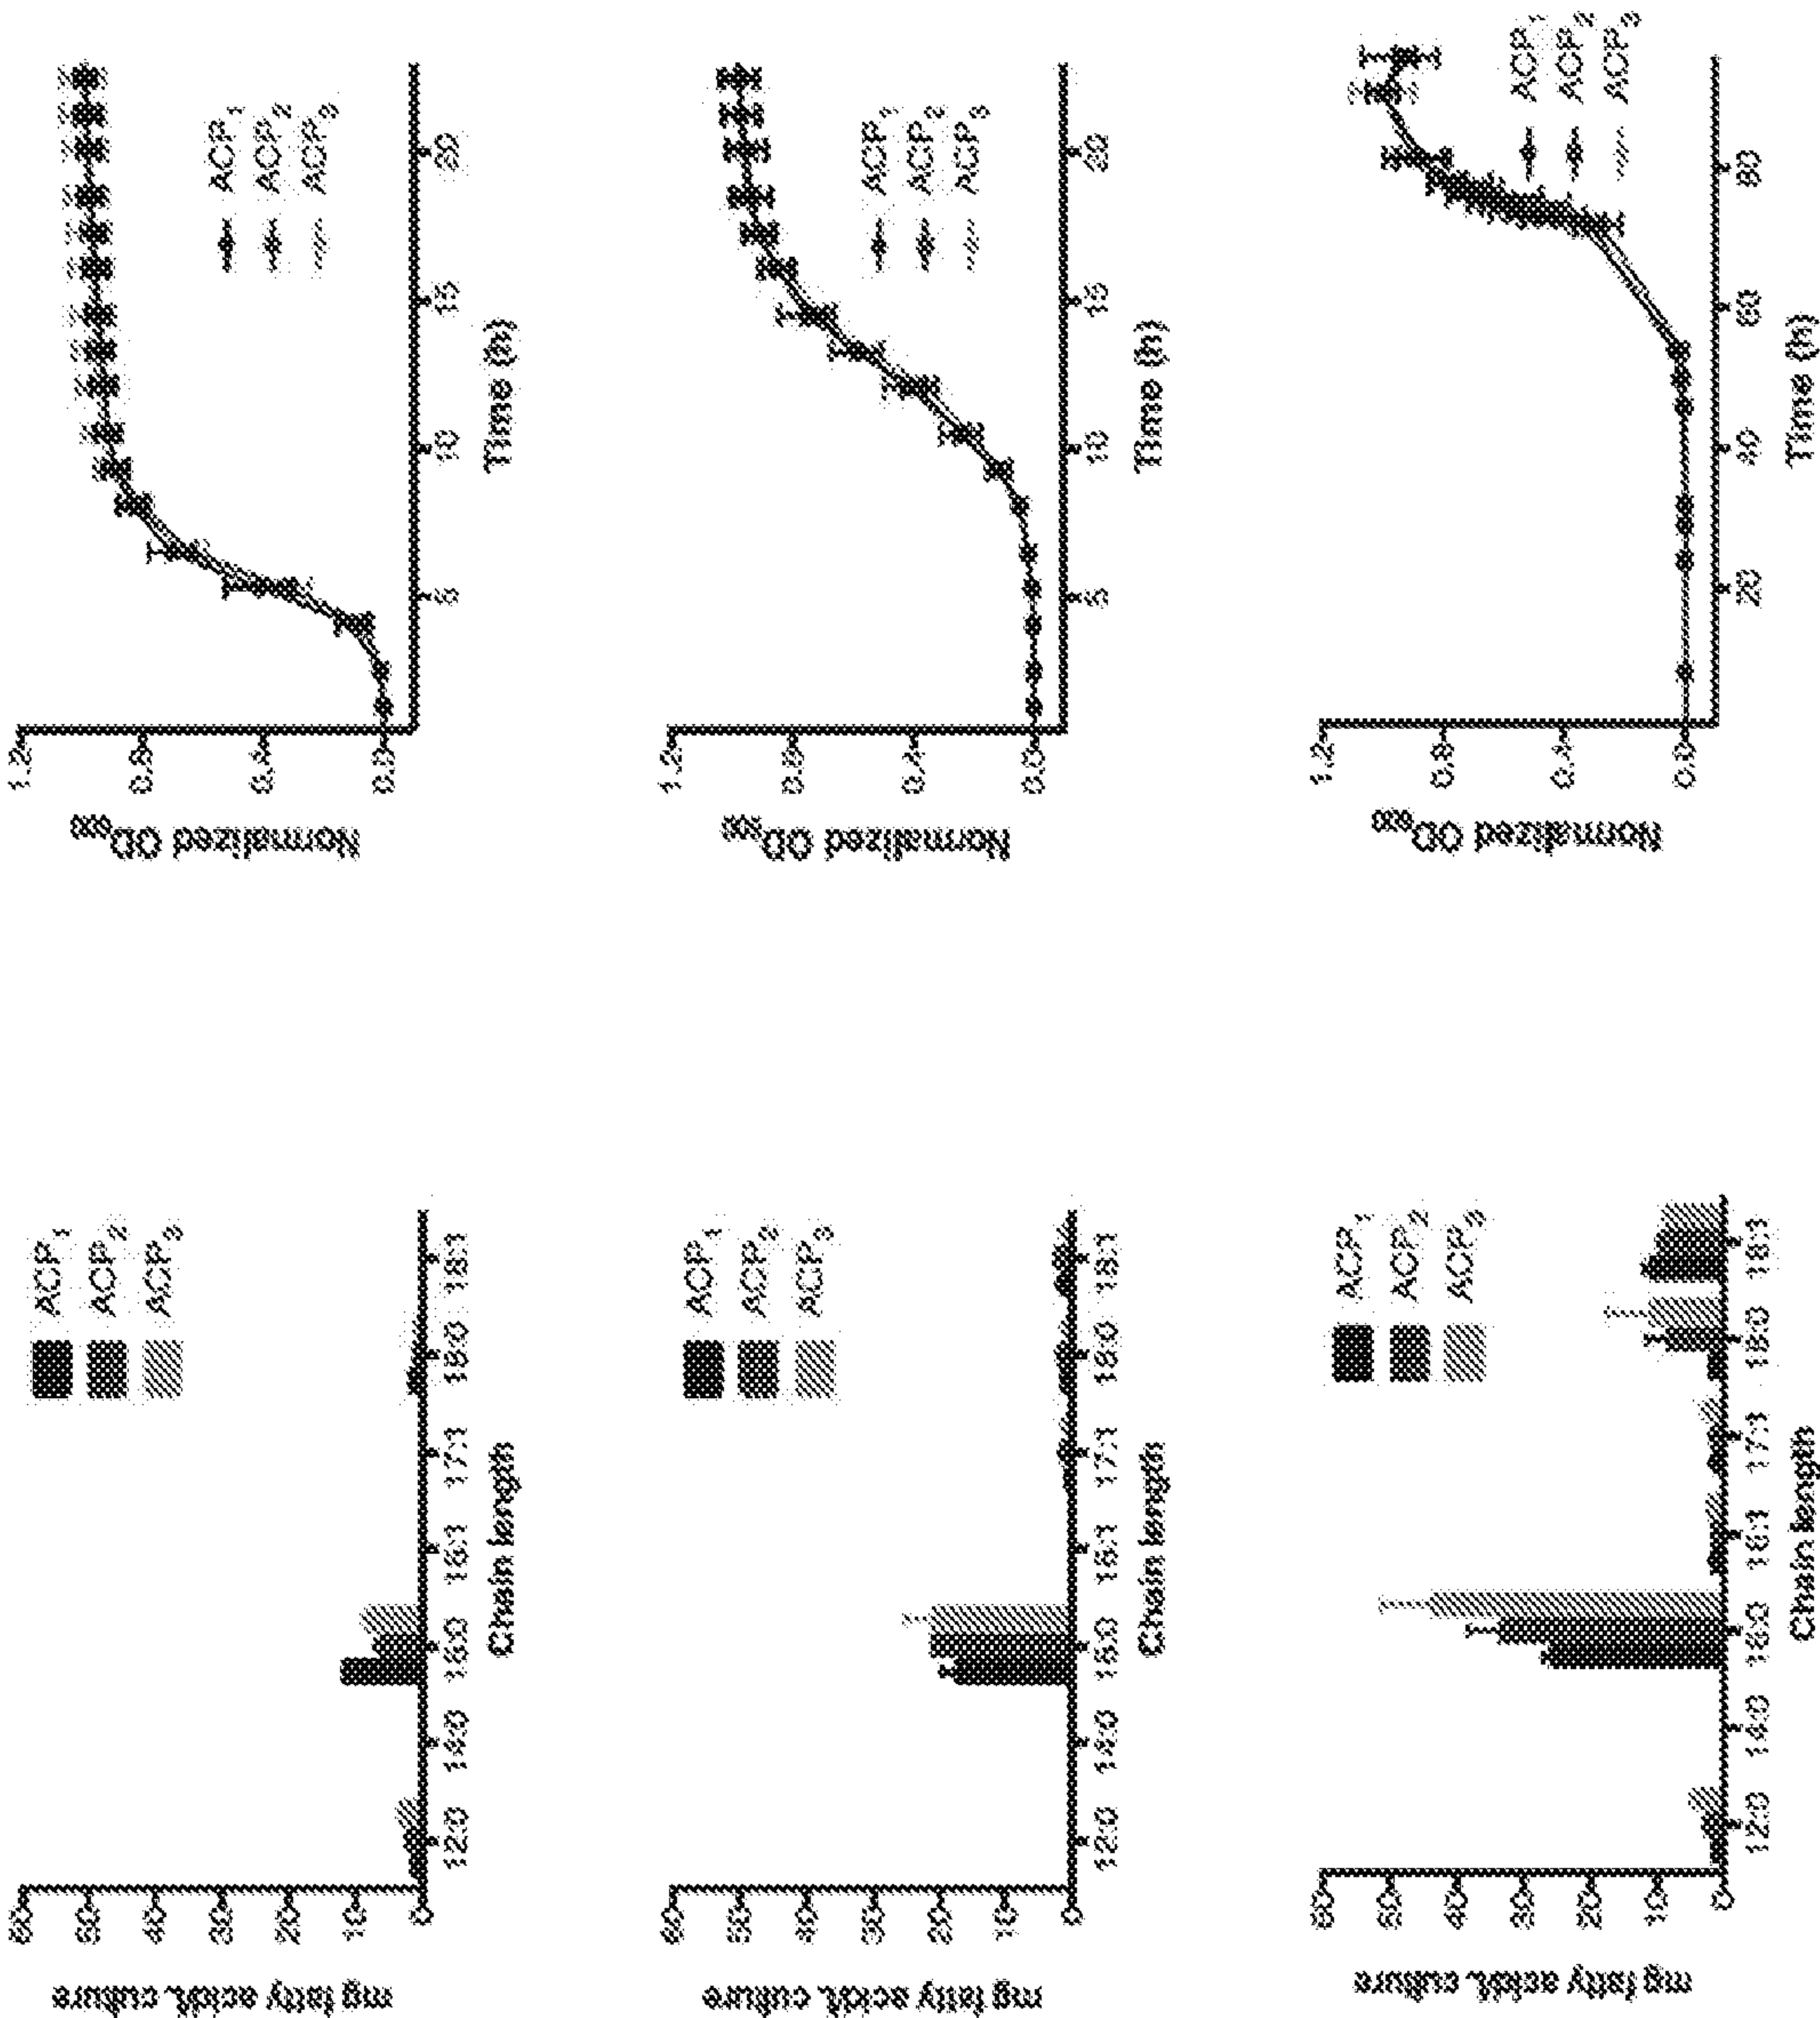 mg fatty acid/L culture
60
50
40
30
20
10
0
12:0 14:0 16:0 16:1 17:1 18:0 18:1
Chain length
ACP1
ACP2
ACP3
Normalized OD
1.2
0.8
0.4
0.0
5 10 15 20
Time (h)
ACP1
ACP2
ACP3
mg fatty acid/L culture
60
50
40
30
20
10
0
12:0 14:0 16:0 16:1 17:1 18:0 18:1
Chain length
ACP1
ACP2
ACP3
Normalized OD
1.2
0.8
0.4
0.0
5 10 15 20
Time (h)
ACP1
ACP2
ACP3
mg fatty acid/L culture
60
50
40
30
20
10
0
12:0 14:0 16:0 16:1 17:1 18:0 18:1
Chain length
ACP1
ACP2
ACP3
Normalized OD
1.2
0.8
0.4
0.0
20 40 60 80
Time (h)
ACP1
ACP2
ACP3